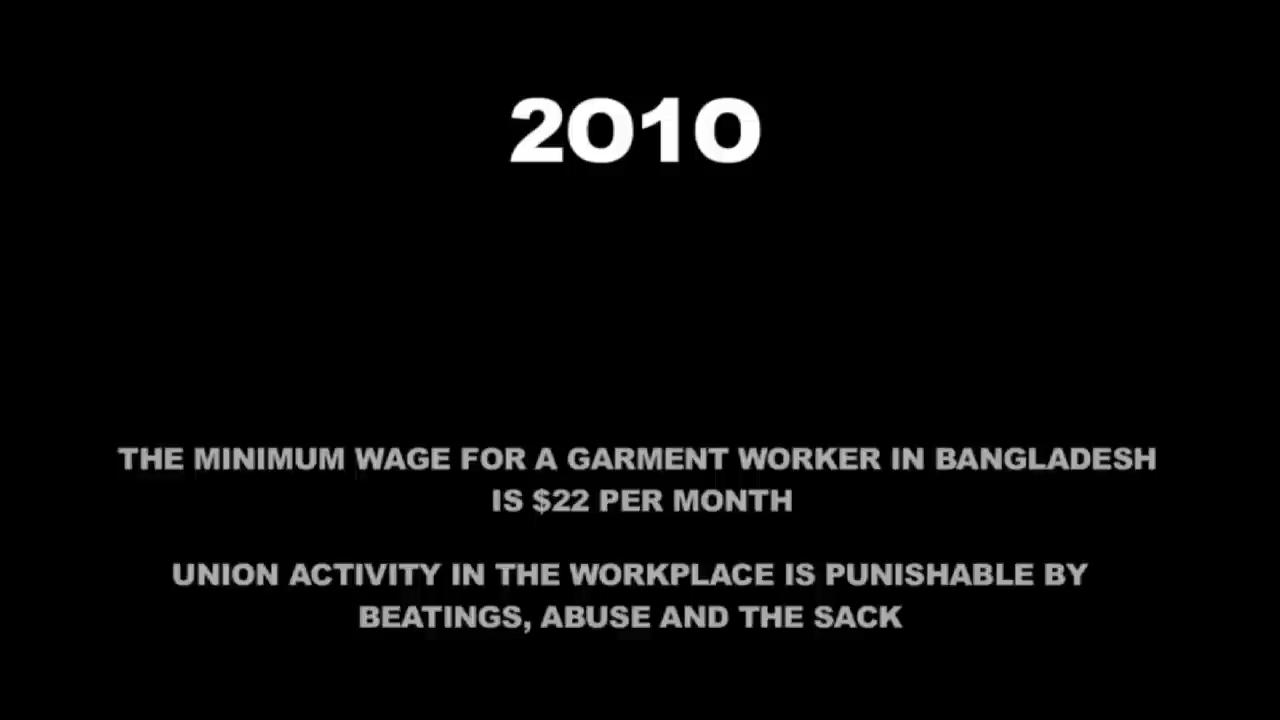 2010
THE MINIMUM WAGE FOR A GARMENT WORKER IN BANGLADESH
IS $22 PER MONTH
UNION ACTIVITY IN THE WORKPLACE IS PUNISHABLE BY
BEATINGS, ABUSE AND THE SACK